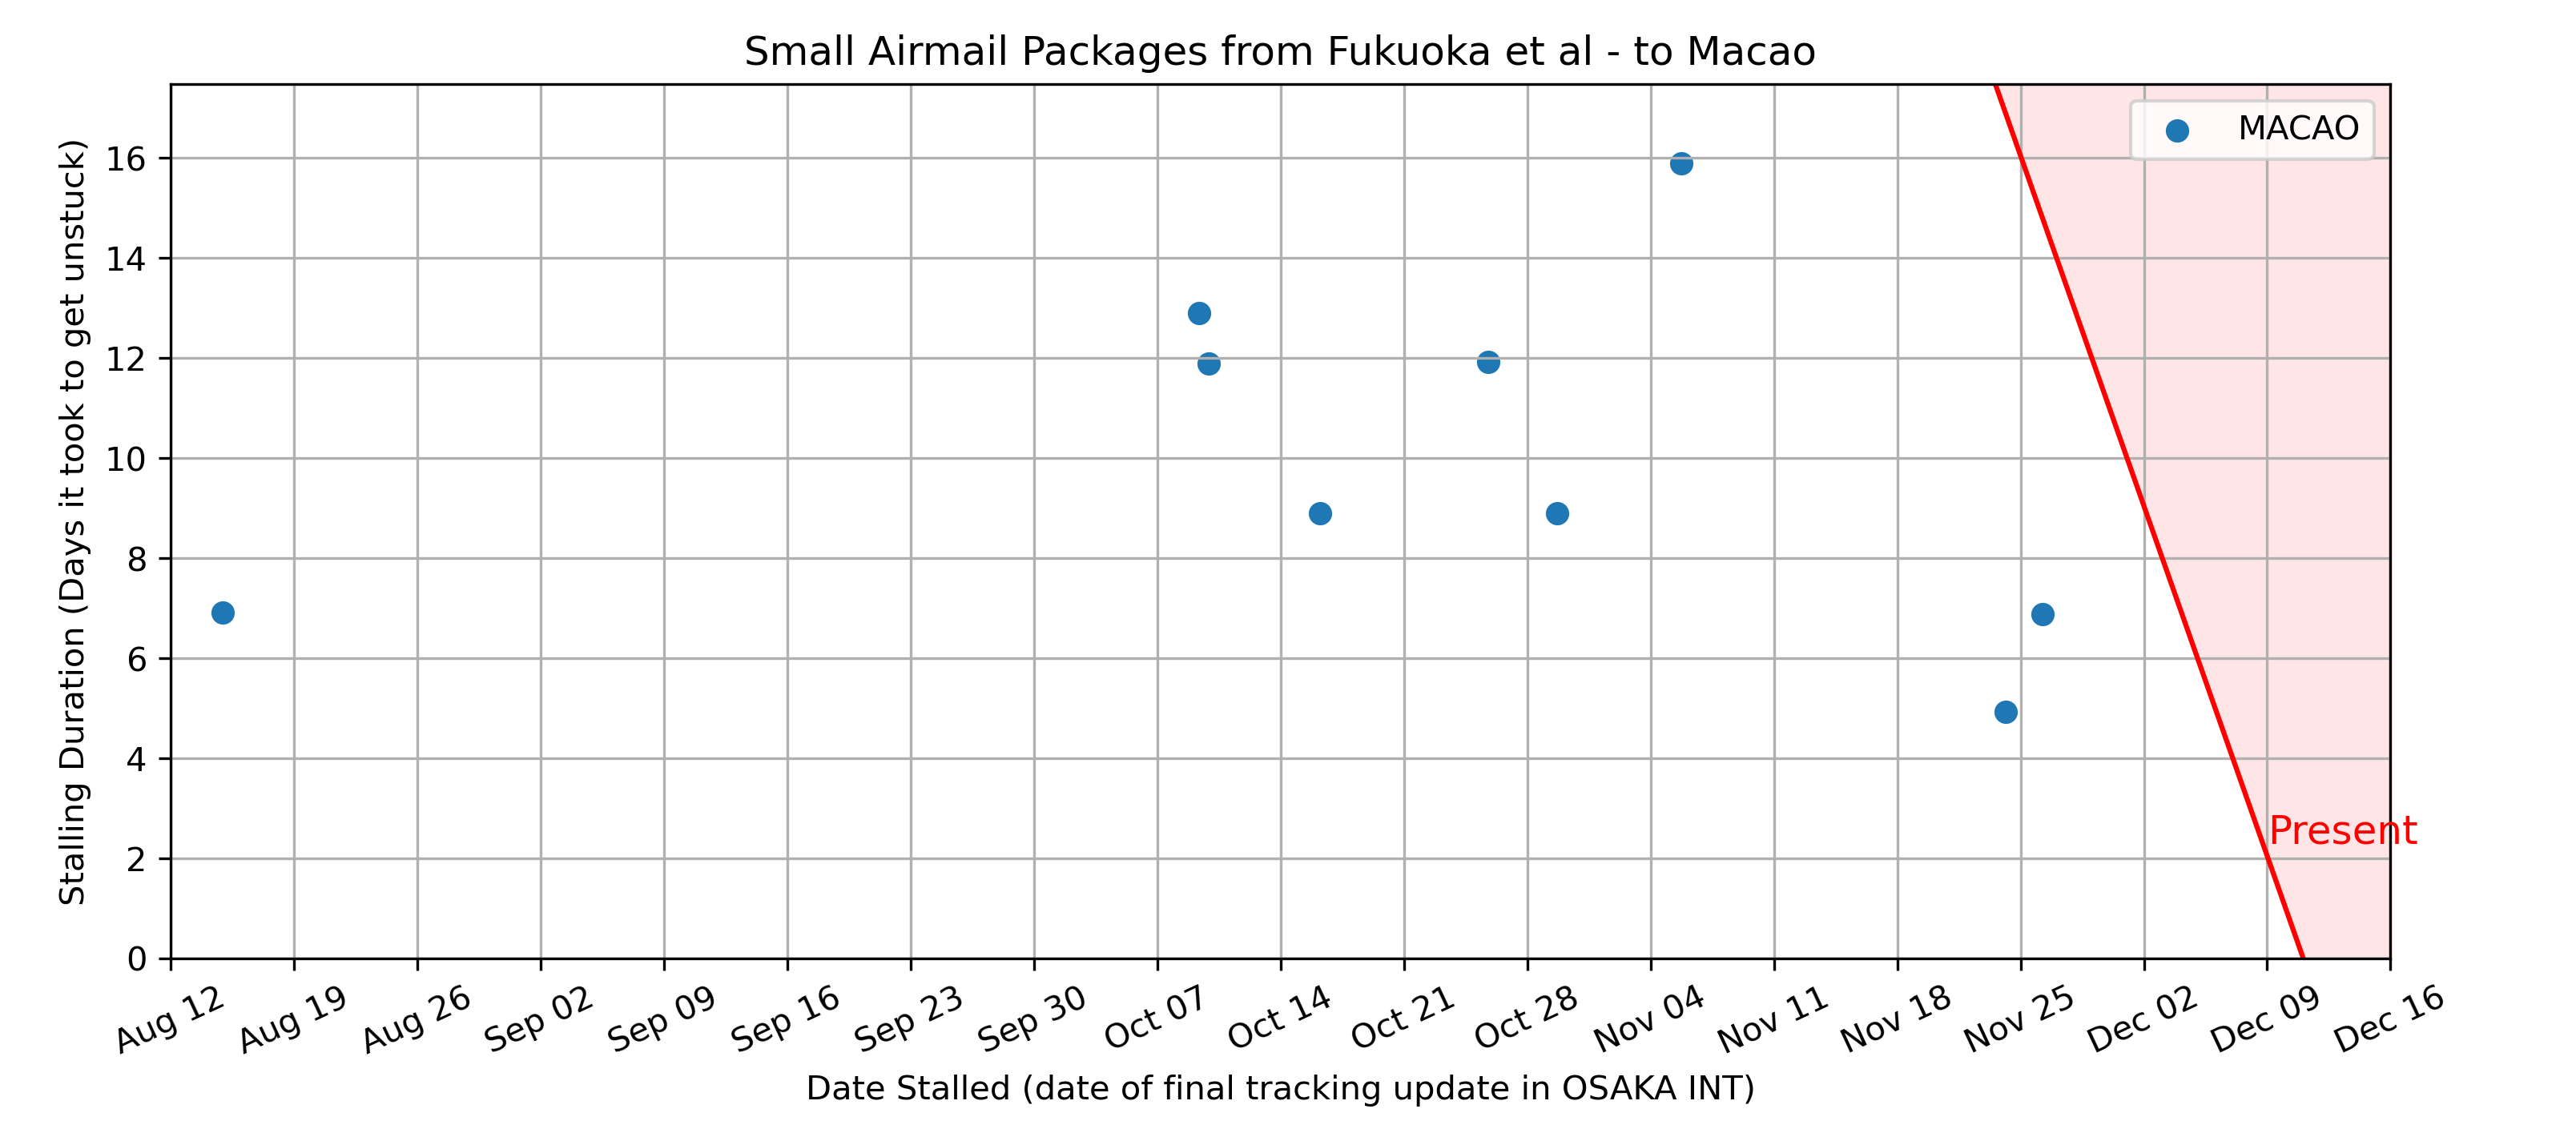 Small Airmail Packages from Fukuoka et al - to Macao
MACAO
Stalling Duration (Days it took to get unstuck)
16
14
12
10
8
6
4
2
0
Present
Aug 12
Aug 19
Aug 26
Sep 02
Sep 09
Sep 16
Sep 23
Sep 30
Oct 07
Oct 14
Oct 21
Oct 28
Nov 04
Nov 11
Nov 18
Nov 25
Dec 02
Dec 09
Dec 16
Date Stalled (date of final tracking update in OSAKA INT)